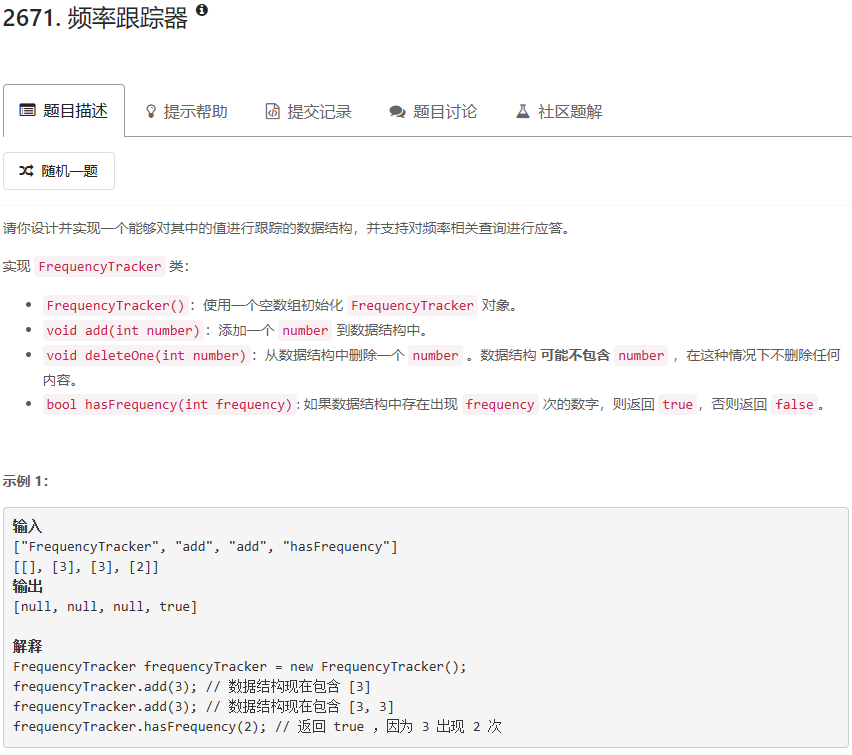 2671. 频率跟踪器
题目描述 提示帮助 提交记录 题目讨论 社区题解
随机一题
请你设计并实现一个能够对其中的值进行跟踪的数据结构，并支持对频率相关查询进行应答。
实现 FrequencyTracker 类：
FrequencyTracker()：使用一个空数组初始化 FrequencyTracker 对象。
void add(int number)：添加一个 number 到数据结构中。
void deleteOne(int number)：从数据结构中删除一个 number 。数据结构 可能不包含 number ，在这种情况下不删除任何
内容。
bool hasFrequency(int frequency): 如果数据结构中存在出现 frequency 次的数字，则返回 true，否则返回 false。
示例 1：
输入
["FrequencyTracker", "add", "add", "hasFrequency"]
[[], [3], [3], [2]]
输出
[null, null, null, true]
解释
FrequencyTracker frequencyTracker = new FrequencyTracker();
frequencyTracker.add(3); // 数据结构现在包含 [3]
frequencyTracker.add(3); // 数据结构现在包含 [3, 3]
frequencyTracker.hasFrequency(2); // 返回 true ，因为 3 出现 2 次